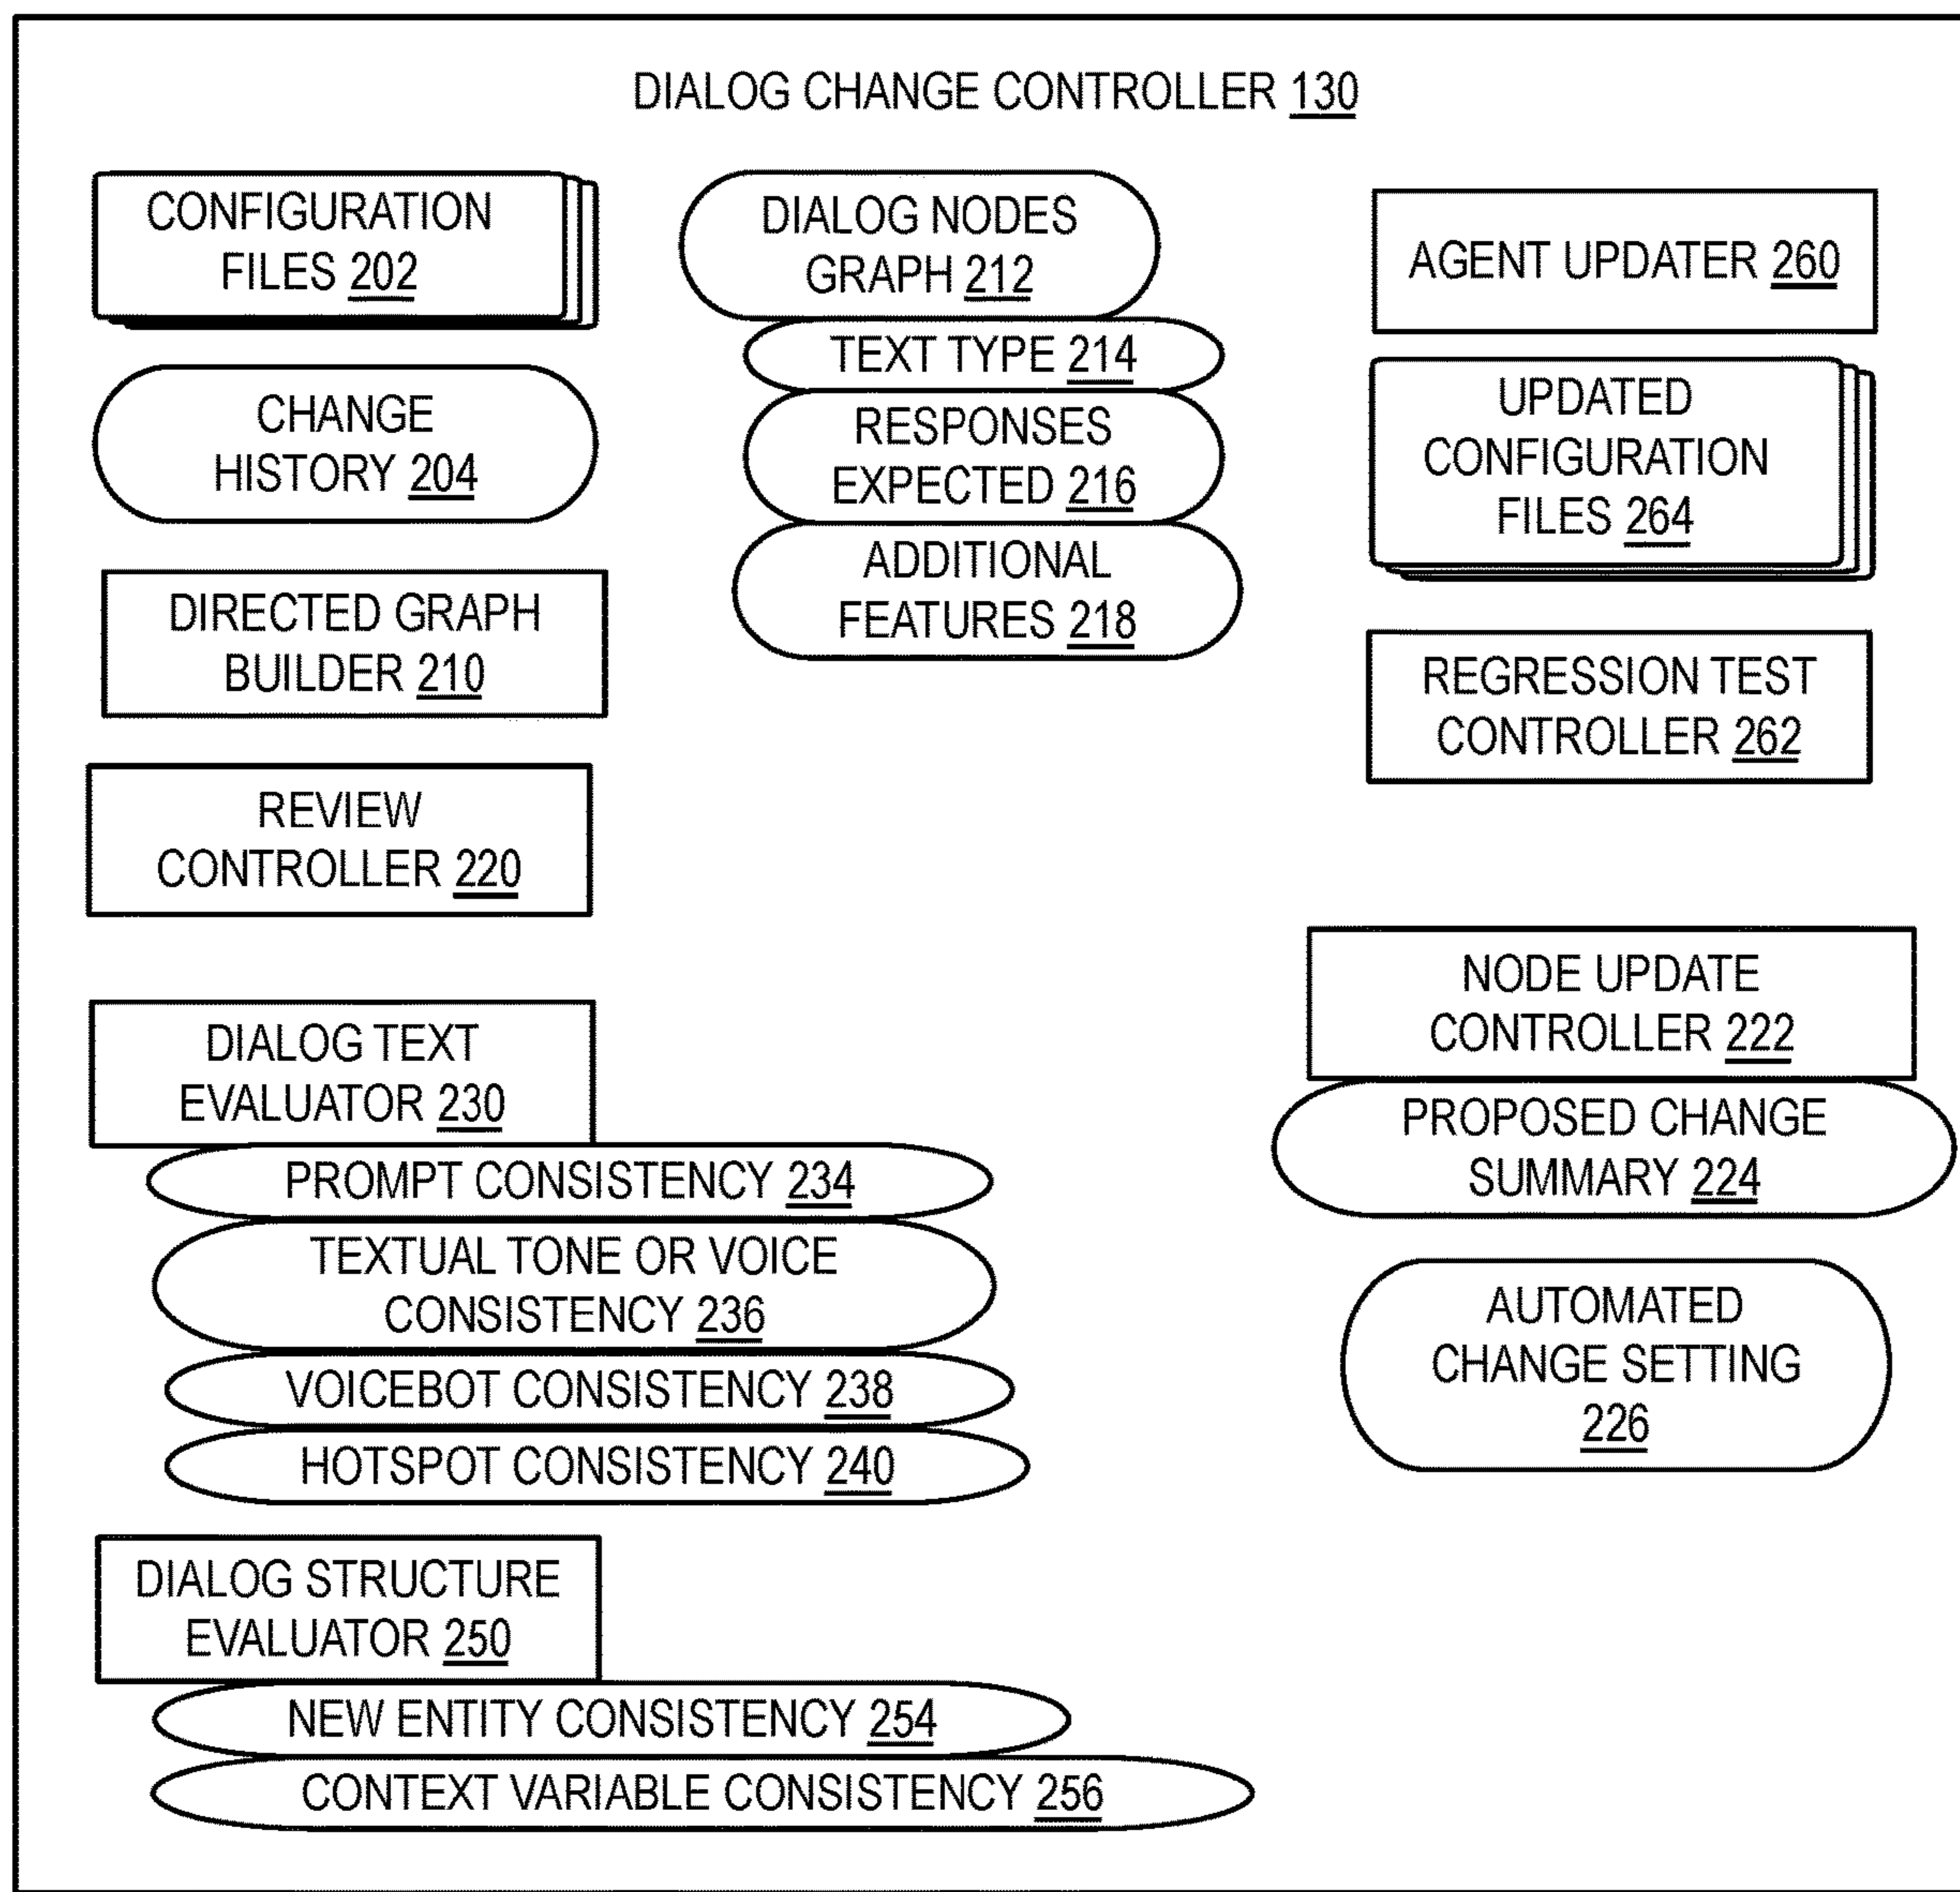 DIALOG CHANGE CONTROLLER 130
CONFIGURATION
FILES 202
CHANGE
HISTORY 204
DIRECTED GRAPH
BUILDER 210
REVIEW
CONTROLLER 220
DIALOG TEXT
EVALUATOR 230
PROMPT CONSISTENCY 234
TEXTUAL TONE OR VOICE
CONSISTENCY 236
VOICEBOT CONSISTENCY 238
HOTSPOT CONSISTENCY 240
DIALOG STRUCTURE
EVALUATOR 250
NEW ENTITY CONSISTENCY 254
CONTEXT VARIABLE CONSISTENCY 256
DIALOG NODES
GRAPH 212
TEXT TYPE 214
RESPONSES
EXPECTED 216
ADDITIONAL
FEATURES 218
AGENT UPDATER 260
UPDATED
CONFIGURATION
FILES 264
REGRESSION TEST
CONTROLLER 262
NODE UPDATE
CONTROLLER 222
PROPOSED CHANGE
SUMMARY 224
AUTOMATED
CHANGE SETTING
226